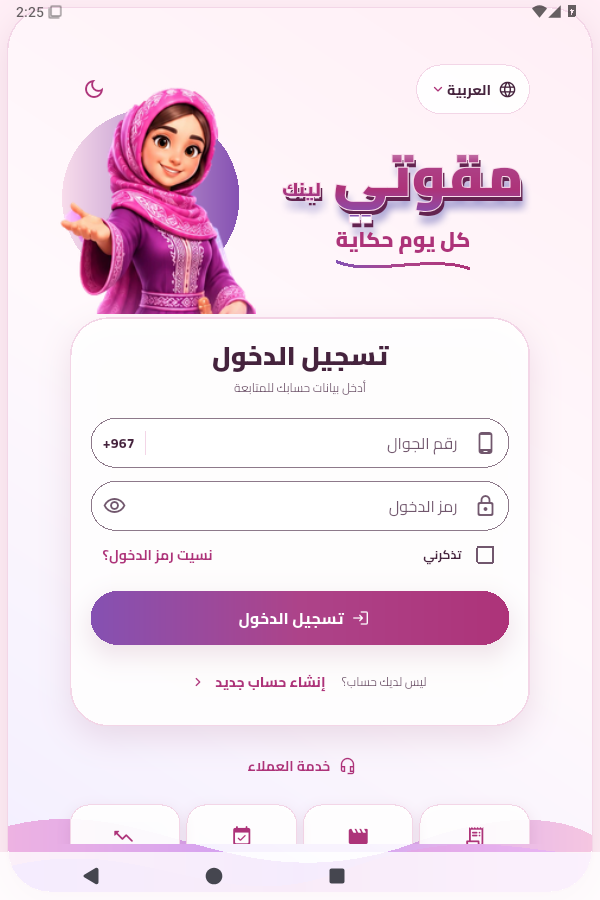 2:25
العربية
مقوتي لينك
كل يوم حكاية
تسجيل الدخول
أدخل بيانات حسابك للمتابعة
رقم الجوال
+967
رمز الدخول
تذكرني
نسيت رمز الدخول؟
تسجيل الدخول
ليس لديك حساب؟ إنشاء حساب جديد
خدمة العملاء